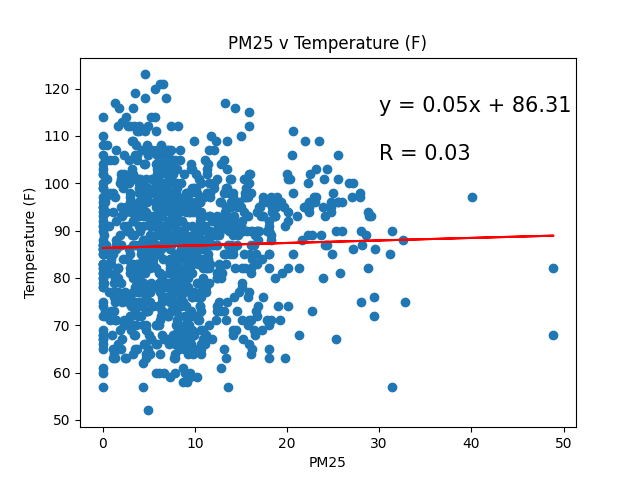 PM25 v Temperature (F)
y = 0.05x + 86.31
R = 0.03
Temperature (F)
120
110
100
90
80
70
60
50
0 10 20 30 40 50
PM25